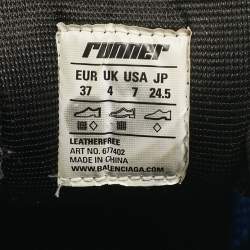 RUNNER
EUR UK USA JP
37 4 7 24.5
LEATHERFREE
ART. No. 677402
MADE IN CHINA
WWW.BALENCIAGA.COM